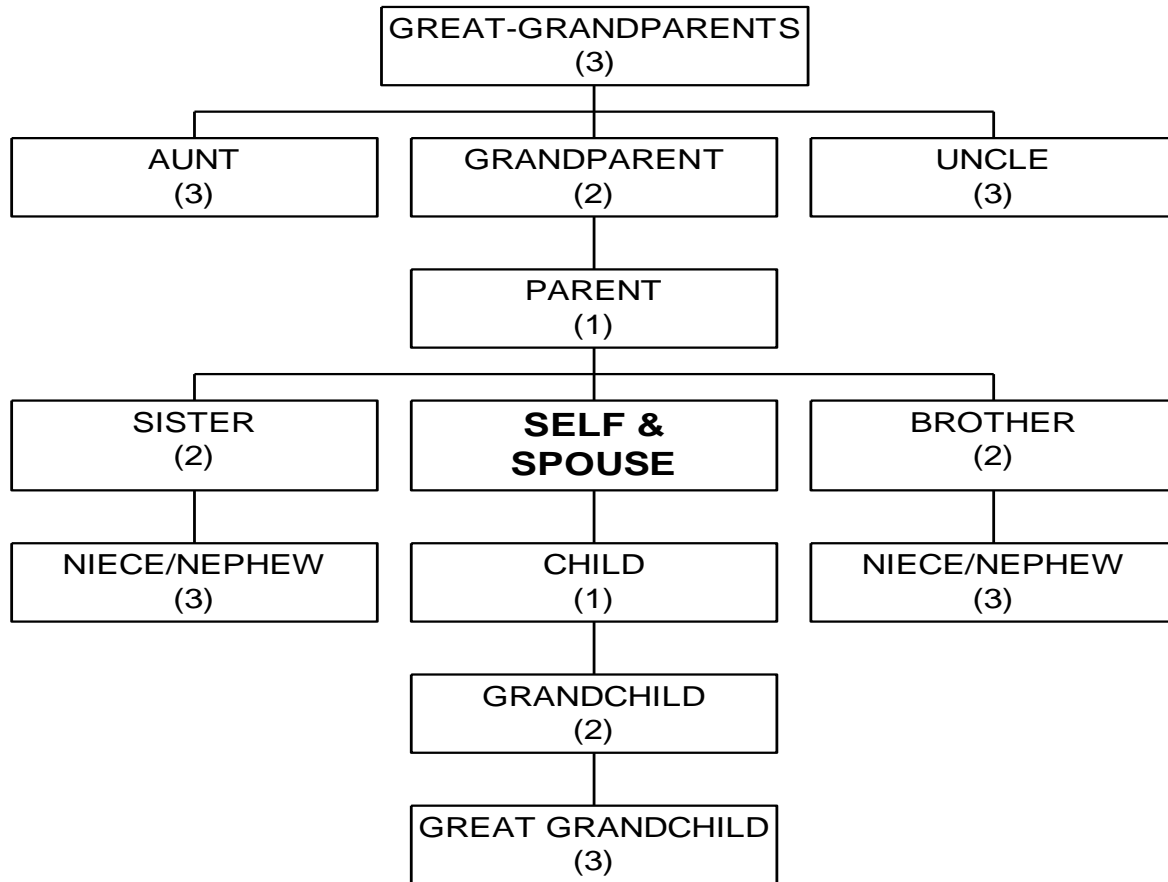 GREAT-GRANDPARENTS
(3)
AUNT
(3)
GRANDPARENT
(2)
UNCLE
(3)
PARENT
(1)
SISTER
(2)
SELF &
SPOUSE
BROTHER
(2)
NIECE/NEPHEW
(3)
CHILD
(1)
NIECE/NEPHEW
(3)
GRANDCHILD
(2)
GREAT GRANDCHILD
(3)